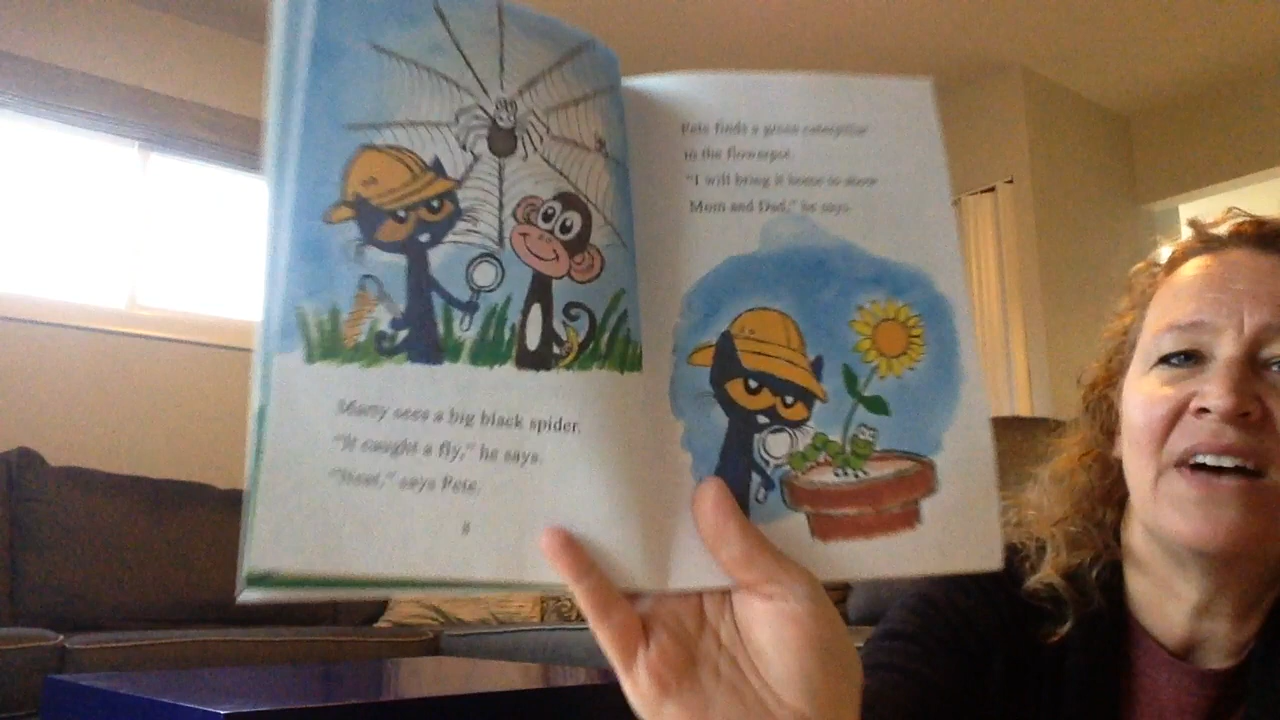 Marty sees a big black spider.
"It caught a fly," he says.
"Neat," says Pete.
8
Pete finds a green caterpillar
in the flowerpot.
"I will bring it home to show
Mom and Dad," he says.